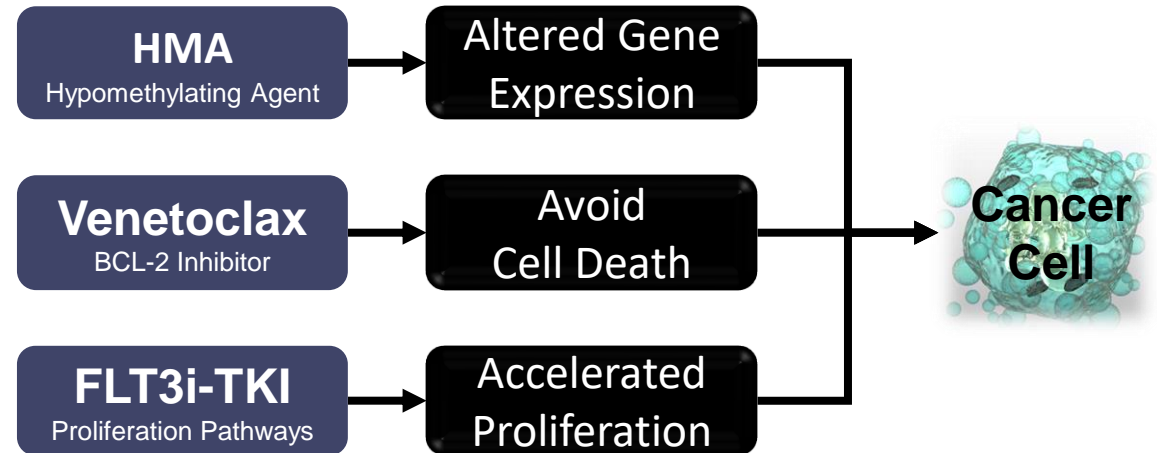 HMA
Hypomethylating Agent
Altered Gene
Expression
Venetoclax
BCL-2 Inhibitor
Avoid
Cell Death
Cancer
Cell
FLT3i-TKI
Proliferation Pathways
Accelerated
Proliferation